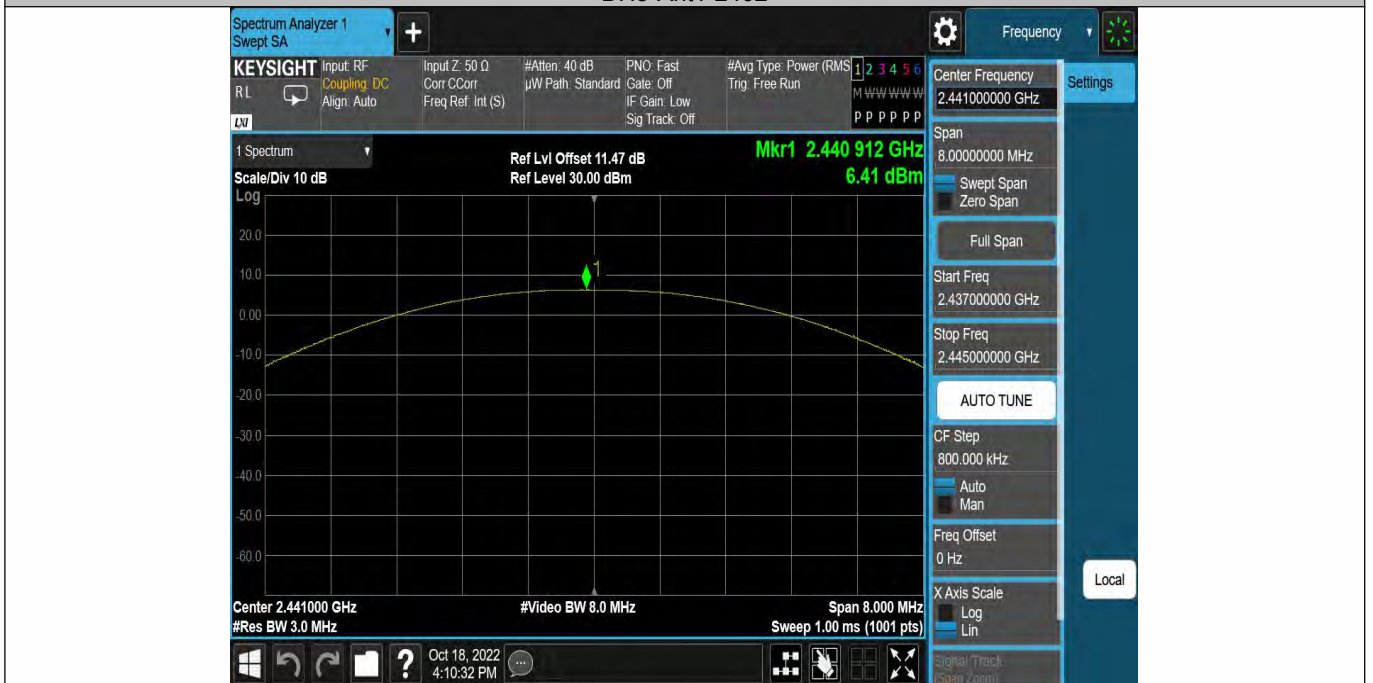 Spectrum Analyzer 1
Swept SA
+
Frequency
KEYSIGHT
RL
LXI
Input: RF
Coupling: DC
Align: Auto
Input Z: 50 Ω
Corr CCorr
Freq Ref: Int (S)
#Atten: 40 dB
µW Path: Standard
PNO: Fast
Gate: Off
IF Gain: Low
Sig Track: Off
#Avg Type: Power (RMS
Trig: Free Run
1 2 3 4 5 6
M W W W W W
P P P P P P
Center Frequency
2.441000000 GHz
Settings
1 Spectrum
Scale/Div 10 dB
Log
Ref Lvl Offset 11.47 dB
Ref Level 30.00 dBm
Mkr1 2.440 912 GHz
6.41 dBm
Span
8.00000000 MHz
Swept Span
Zero Span
Full Span
Start Freq
2.437000000 GHz
Stop Freq
2.445000000 GHz
AUTO TUNE
CF Step
800.000 kHz
Auto
Man
Freq Offset
0 Hz
X Axis Scale
Log
Lin
Signal Track
(Span Zoom)
Local
20.0
10.0
1
0.00
-10.0
-20.0
-30.0
-40.0
-50.0
-60.0
Center 2.441000 GHz
#Res BW 3.0 MHz
#Video BW 8.0 MHz
Span 8.000 MHz
Sweep 1.00 ms (1001 pts)
?
Oct 18, 2022
4:10:32 PM